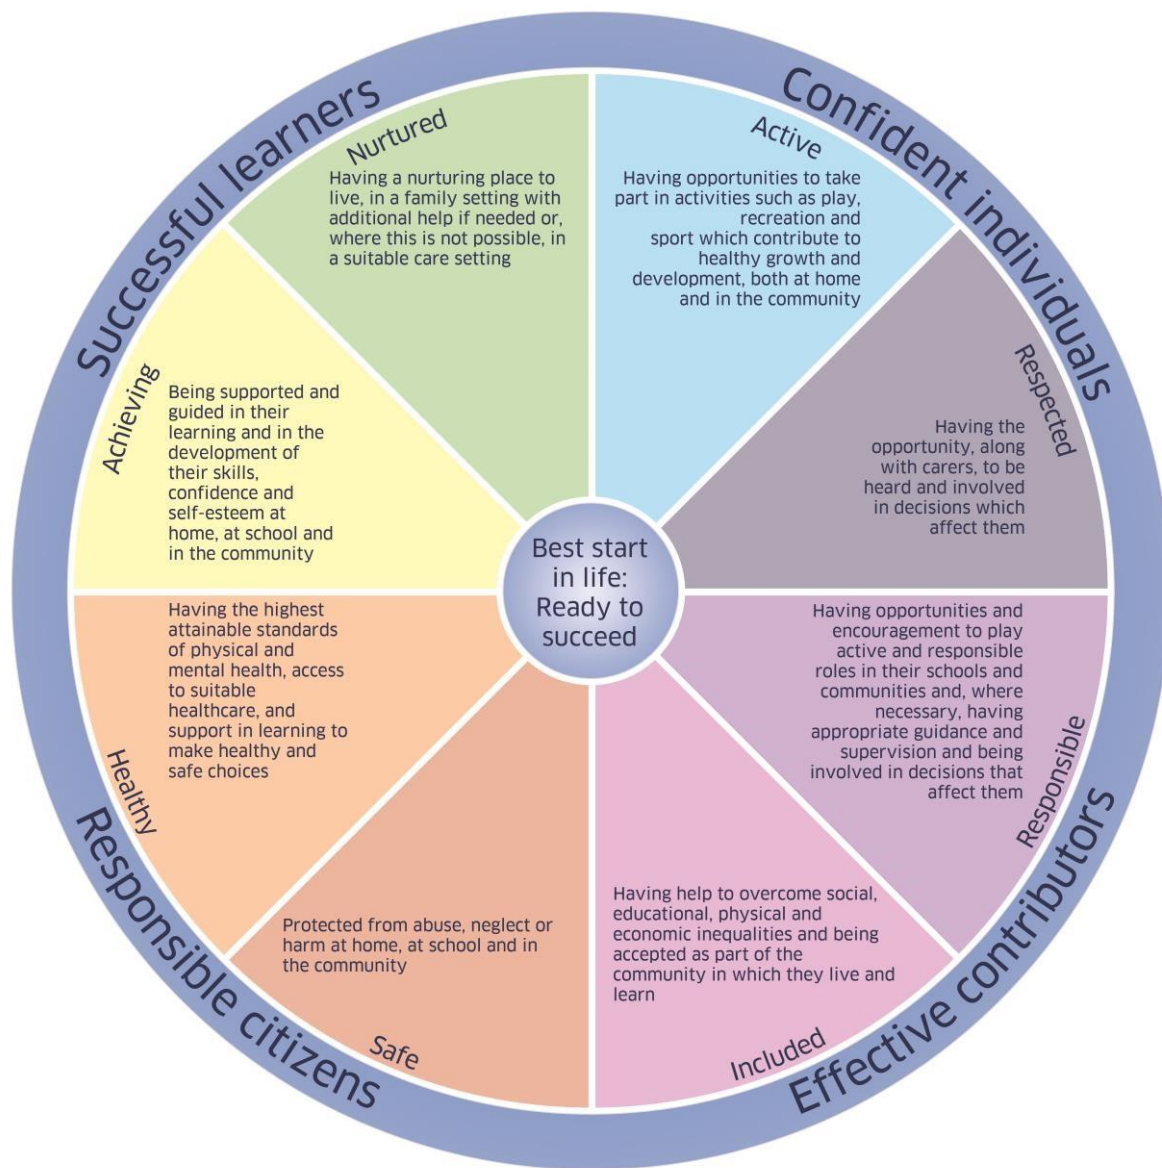 Successful learners
Confident individuals
Nurtured
Having a nurturing place to
live, in a family setting with
additional help if needed or,
where this is not possible, in
a suitable care setting
Active
Having opportunities to take
part in activities such as play,
recreation and
sport which contribute to
healthy growth and
development, both at home
and in the community
Achieving
Being supported and
guided in their
learning and in the
development of
their skills,
confidence and
self-esteem at
home, at school and
in the community
Respected
Having the
opportunity, along
with carers, to be
heard and involved
in decisions which
affect them
Best start
in life:
Ready to
succeed
Healthy
Having the highest
attainable standards
of physical and
mental health, access
to suitable
healthcare, and
support in learning to
make healthy and
safe choices
Responsible
Having opportunities and
encouragement to play
active and responsible
roles in their schools and
communities and, where
necessary, having
appropriate guidance and
supervision and being
involved in decisions that
affect them
Safe
Protected from abuse, neglect or
harm at home, at school and in
the community
Included
Having help to overcome social,
educational, physical and
economic inequalities and being
accepted as part of the
community in which they live and
learn
Responsible citizens
Effective contributors